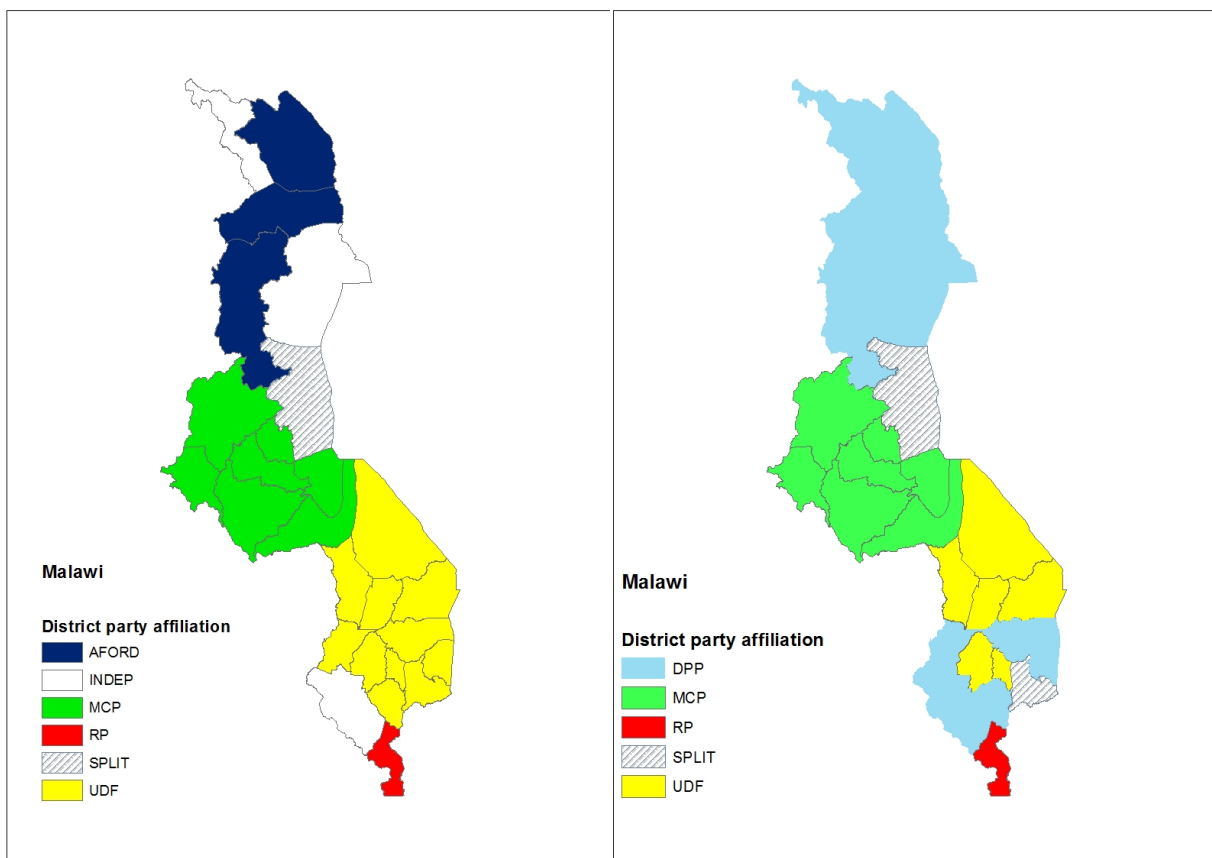 Malawi
District party affiliation
AFORD
INDEP
MCP
RP
SPLIT
UDF
Malawi
District party affiliation
DPP
MCP
RP
SPLIT
UDF